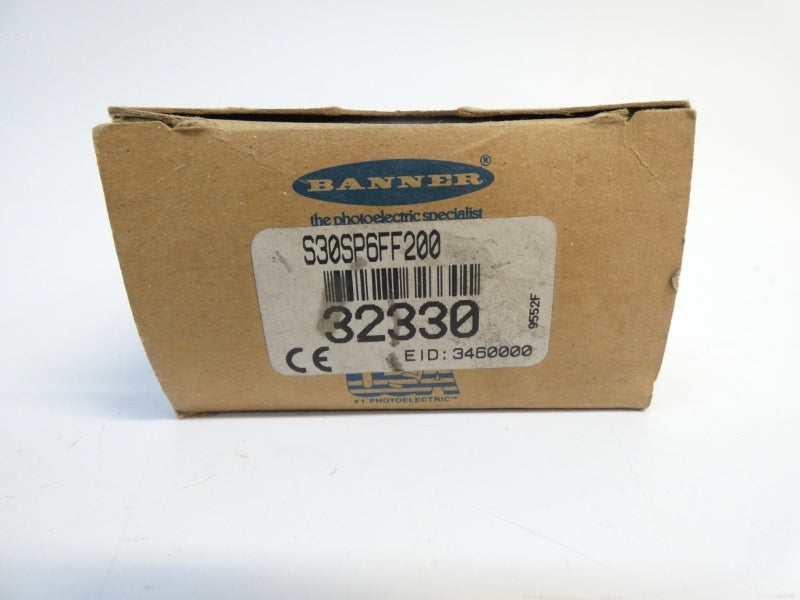 BANNER®
the photoelectric specialist
S30SP6FF200
32330
9552F
CE
EID: 3460000
USA
#1 PHOTOELECTRIC™